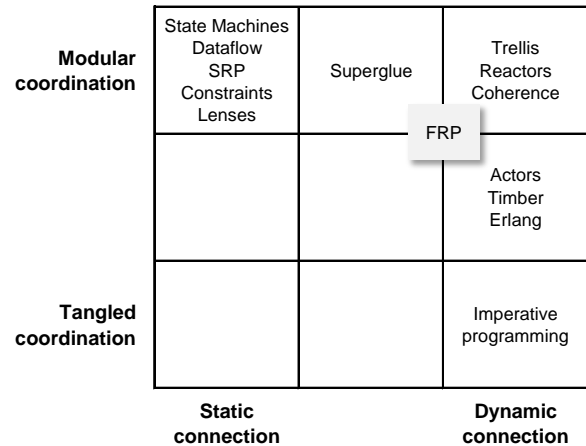 Modular
coordination
State Machines
Dataflow
SRP
Constraints
Lenses
Superglue
Trellis
Reactors
Coherence
FRP
Actors
Timber
Erlang
Tangled
coordination
Imperative
programming
Static
connection
Dynamic
connection